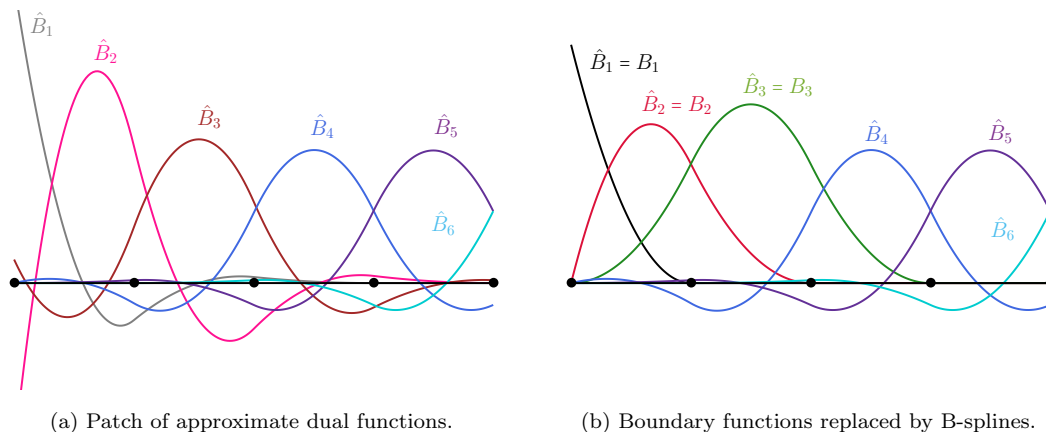 B̂₁
B̂₂
B̂₃
B̂₄
B̂₅
B̂₆
(a) Patch of approximate dual functions.
B̂₁ = B₁
B̂₂ = B₂
B̂₃ = B₃
B̂₄
B̂₅
B̂₆
(b) Boundary functions replaced by B-splines.